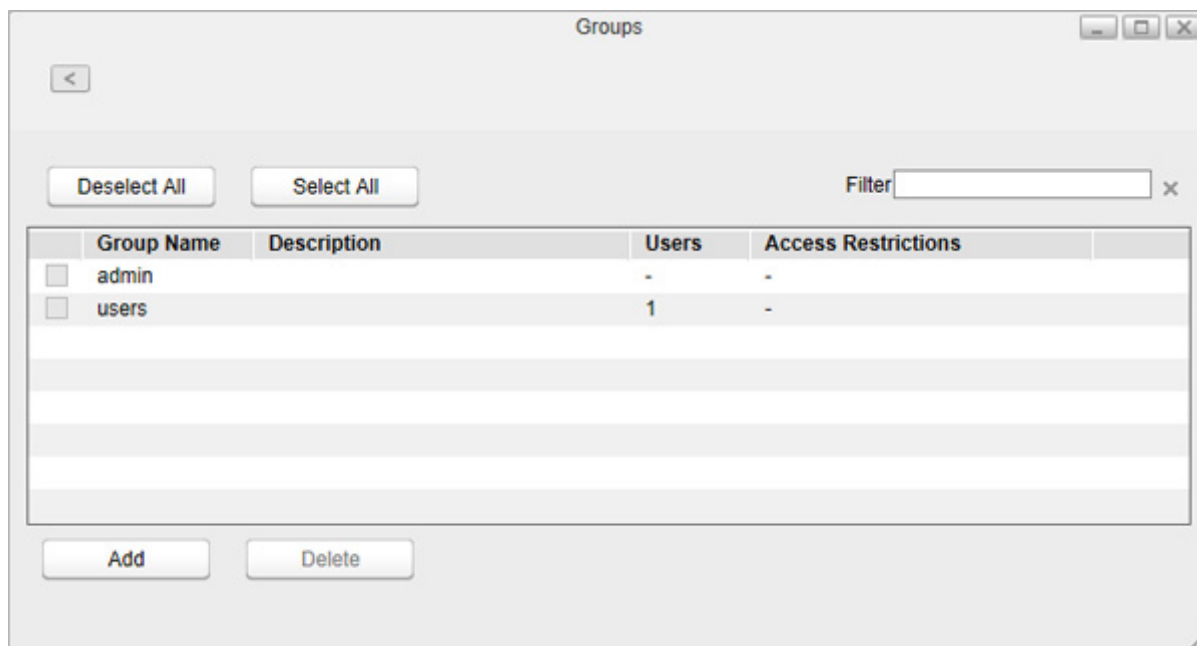 Groups
<
Deselect All Select All Filter
Group Name Description Users Access Restrictions
admin - -
users 1 -
Add Delete